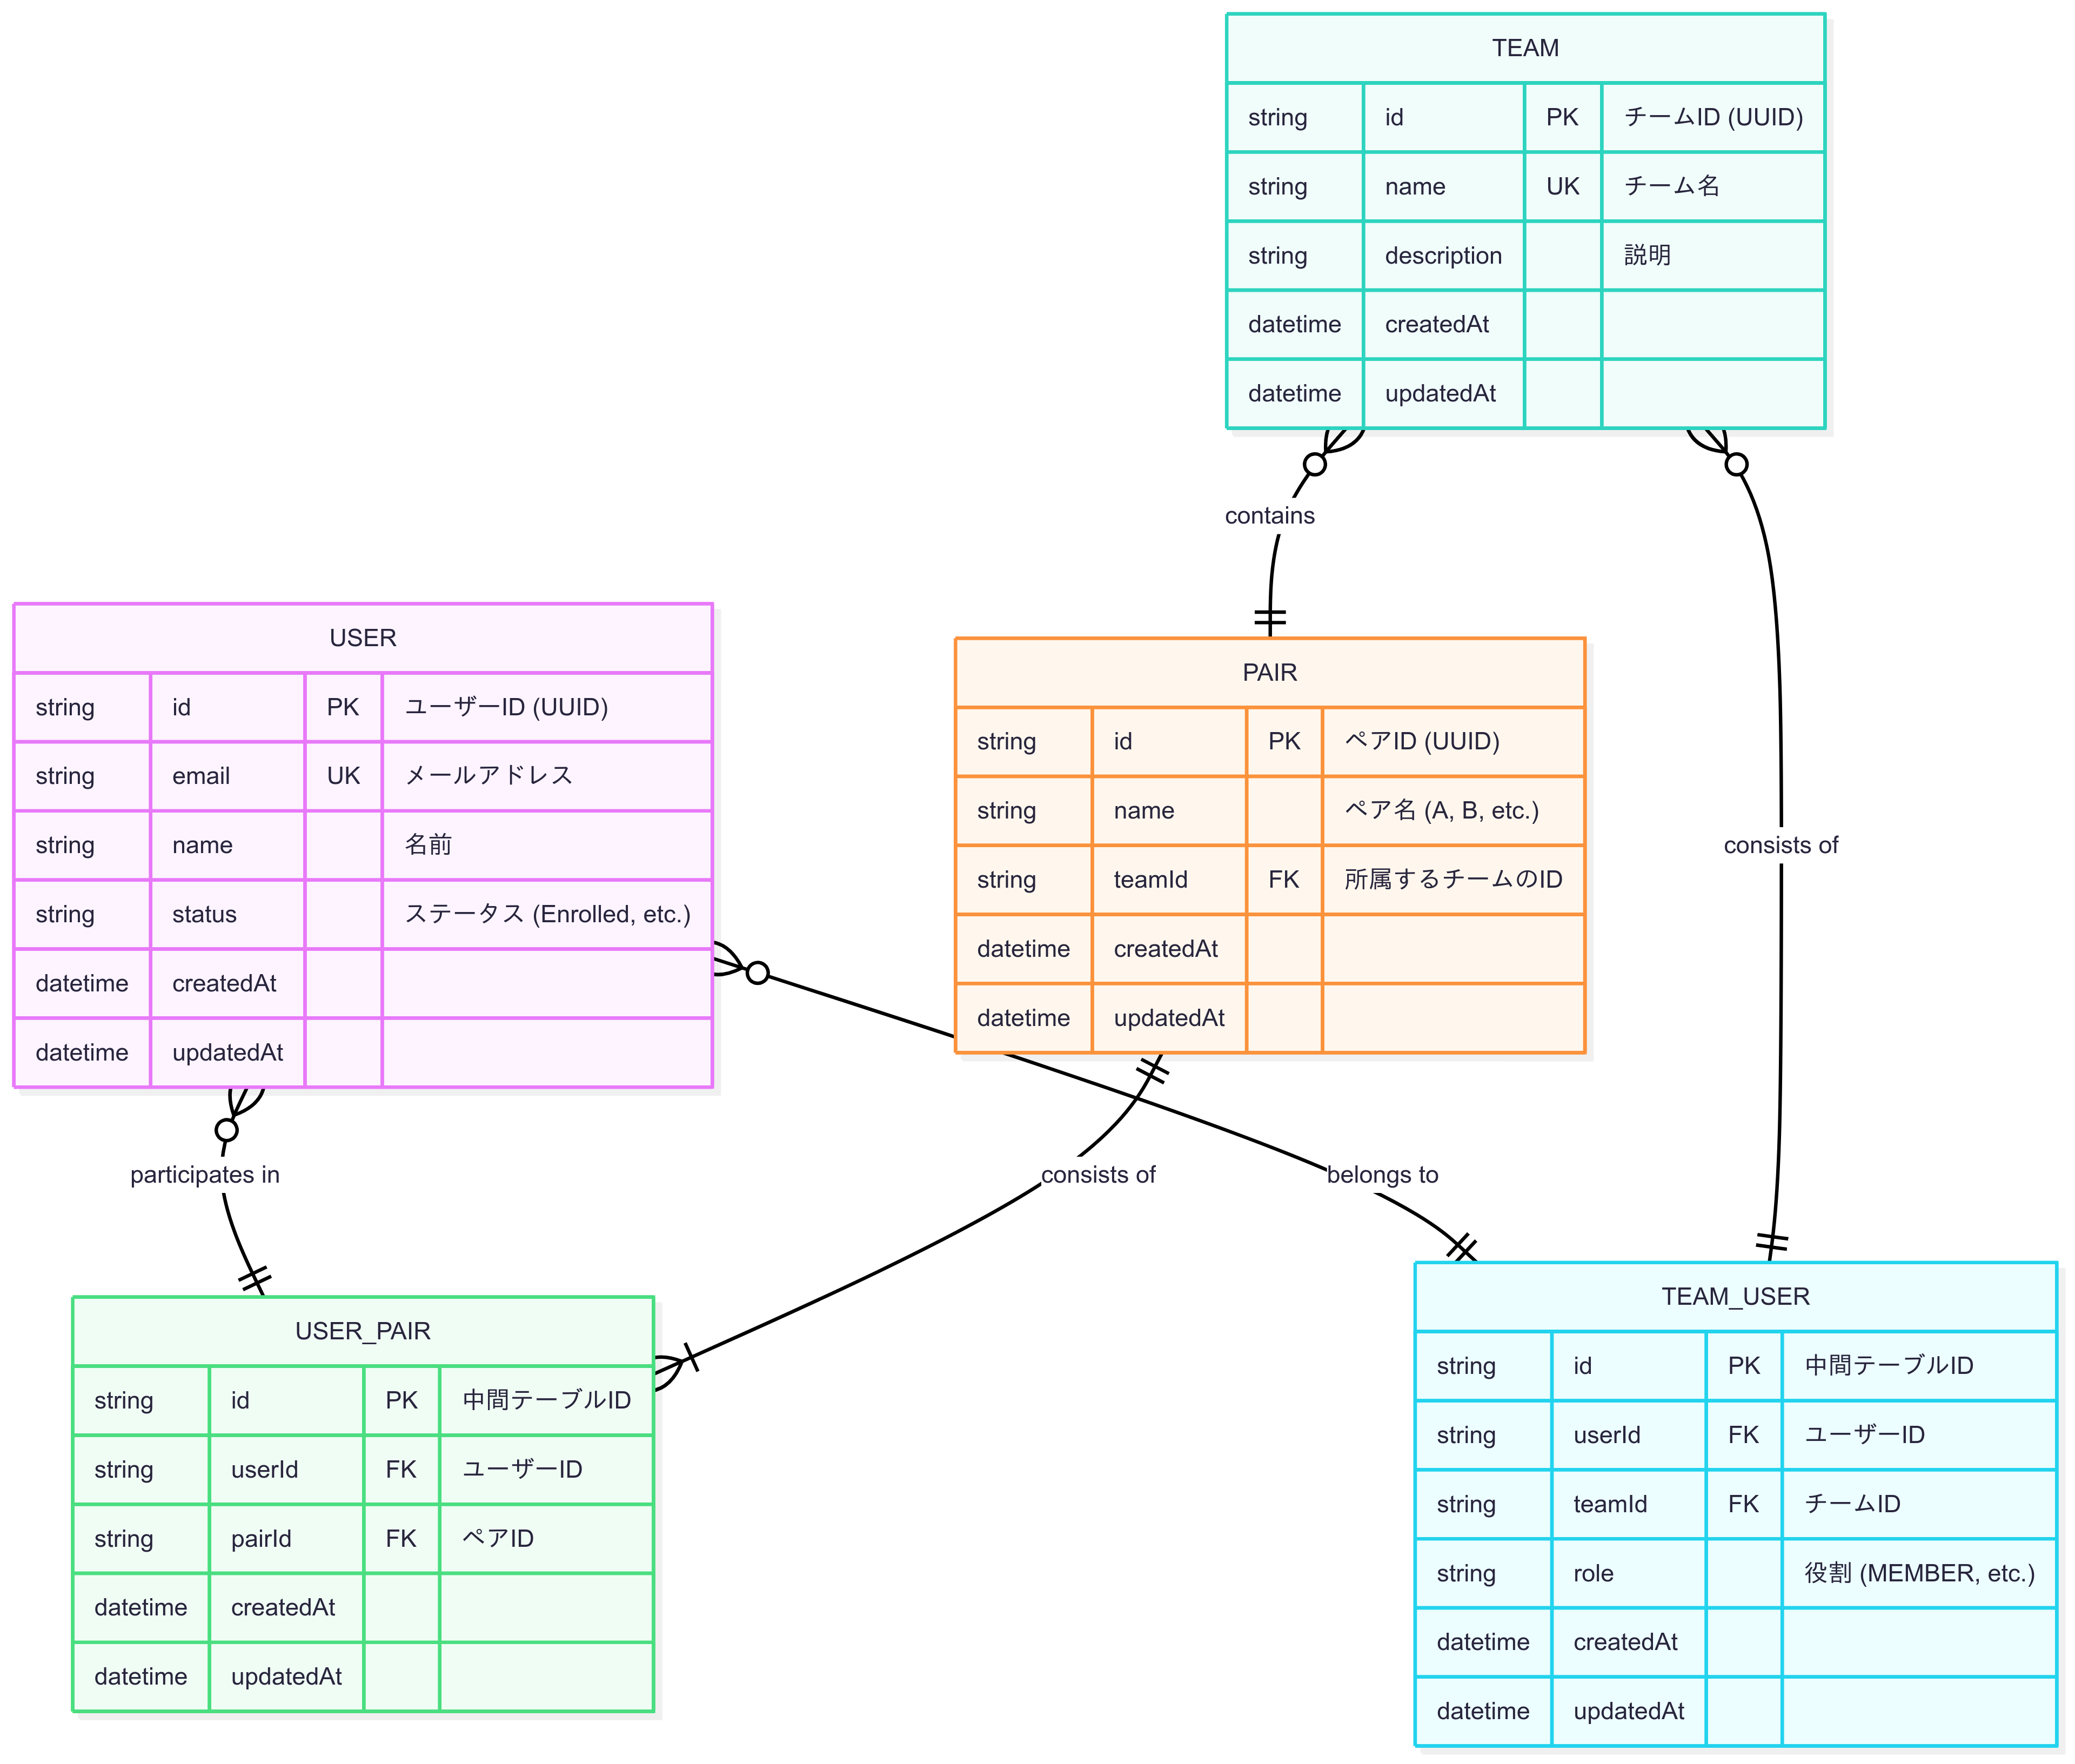 TEAM
string id PK チームID (UUID)
string name UK チーム名
string description 説明
datetime createdAt
datetime updatedAt
contains
consists of
USER
string id PK ユーザーID (UUID)
string email UK メールアドレス
string name 名前
string status ステータス (Enrolled, etc.)
datetime createdAt
datetime updatedAt
PAIR
string id PK ペアID (UUID)
string name ペア名 (A, B, etc.)
string teamId FK 所属するチームのID
datetime createdAt
datetime updatedAt
participates in
consists of
belongs to
USER_PAIR
string id PK 中間テーブルID
string userId FK ユーザーID
string pairId FK ペアID
datetime createdAt
datetime updatedAt
TEAM_USER
string id PK 中間テーブルID
string userId FK ユーザーID
string teamId FK チームID
string role 役割 (MEMBER, etc.)
datetime createdAt
datetime updatedAt